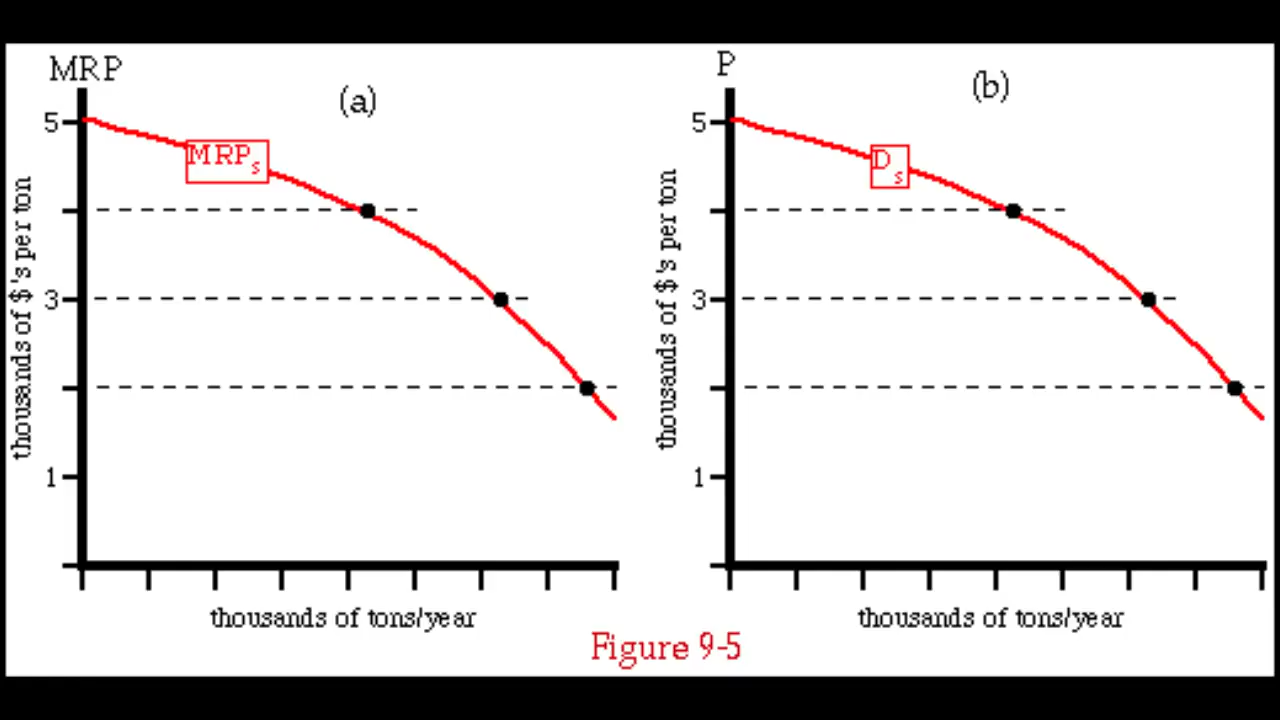 MRP
(a)
5
MRPs
3
1
thousands of $'s per ton
thousands of tons/year
P
(b)
5
Ds
3
1
thousands of $'s per ton
thousands of tons/year
Figure 9-5